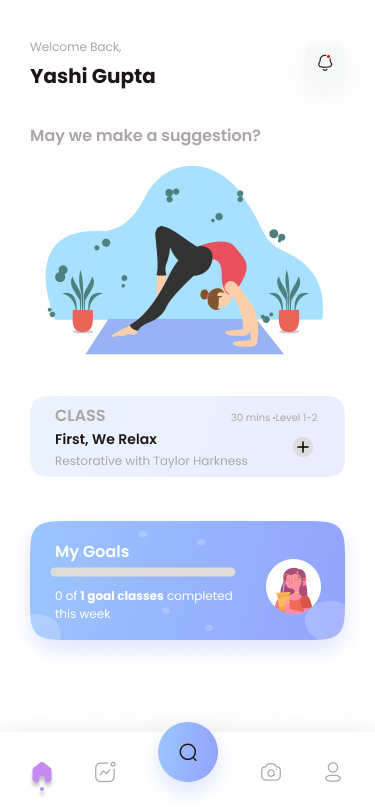 Welcome Back,
Yashi Gupta
May we make a suggestion?
CLASS
30 mins •Level 1-2
First, We Relax
Restorative with Taylor Harkness
My Goals
0 of 1 goal classes completed
this week